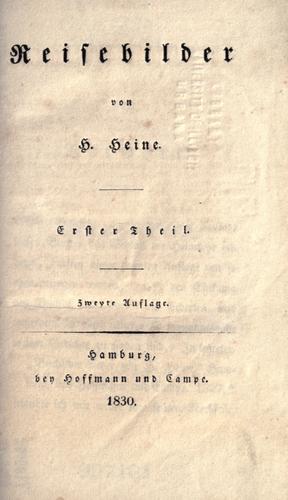 Reiſebilder
von
H. Heine.
Erſter Theil.
Zweyte Auflage.
Hamburg,
bey Hoffmann und Campe.
1830.